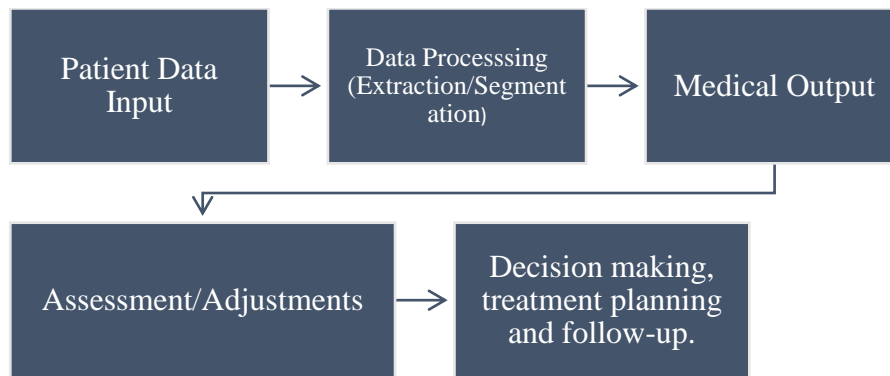 Patient Data
Input
Data Processsing
(Extraction/Segment
ation)
Medical Output
Assessment/Adjustments
Decision making,
treatment planning
and follow-up.